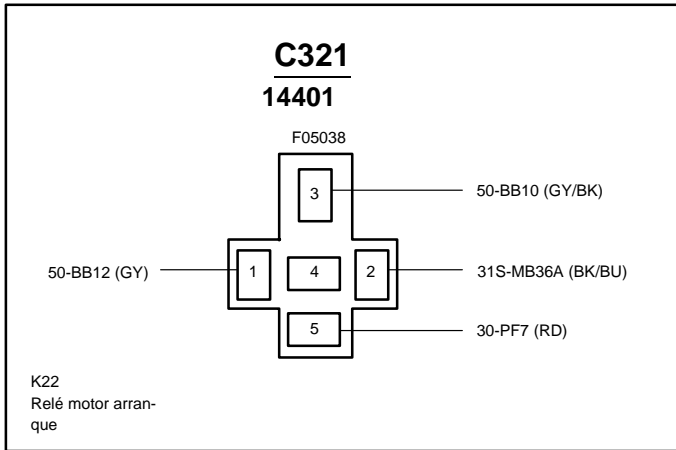 C321
14401
F05038
3
50-BB10 (GY/BK)
50-BB12 (GY)
1
4
2
31S-MB36A (BK/BU)
5
30-PF7 (RD)
K22
Relé motor arran-
que